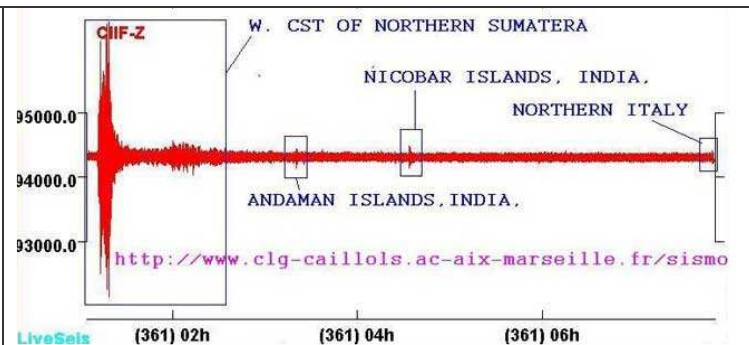 CIIF-Z
W. CST OF NORTHERN SUMATERA
NICOBAR ISLANDS, INDIA,
NORTHERN ITALY
95000.0
94000.0
ANDAMAN ISLANDS,INDIA,
93000.0
http://www.clg-caillols.ac-aix-marseille.fr/sismo
LiveSeis
(361) 02h
(361) 04h
(361) 06h